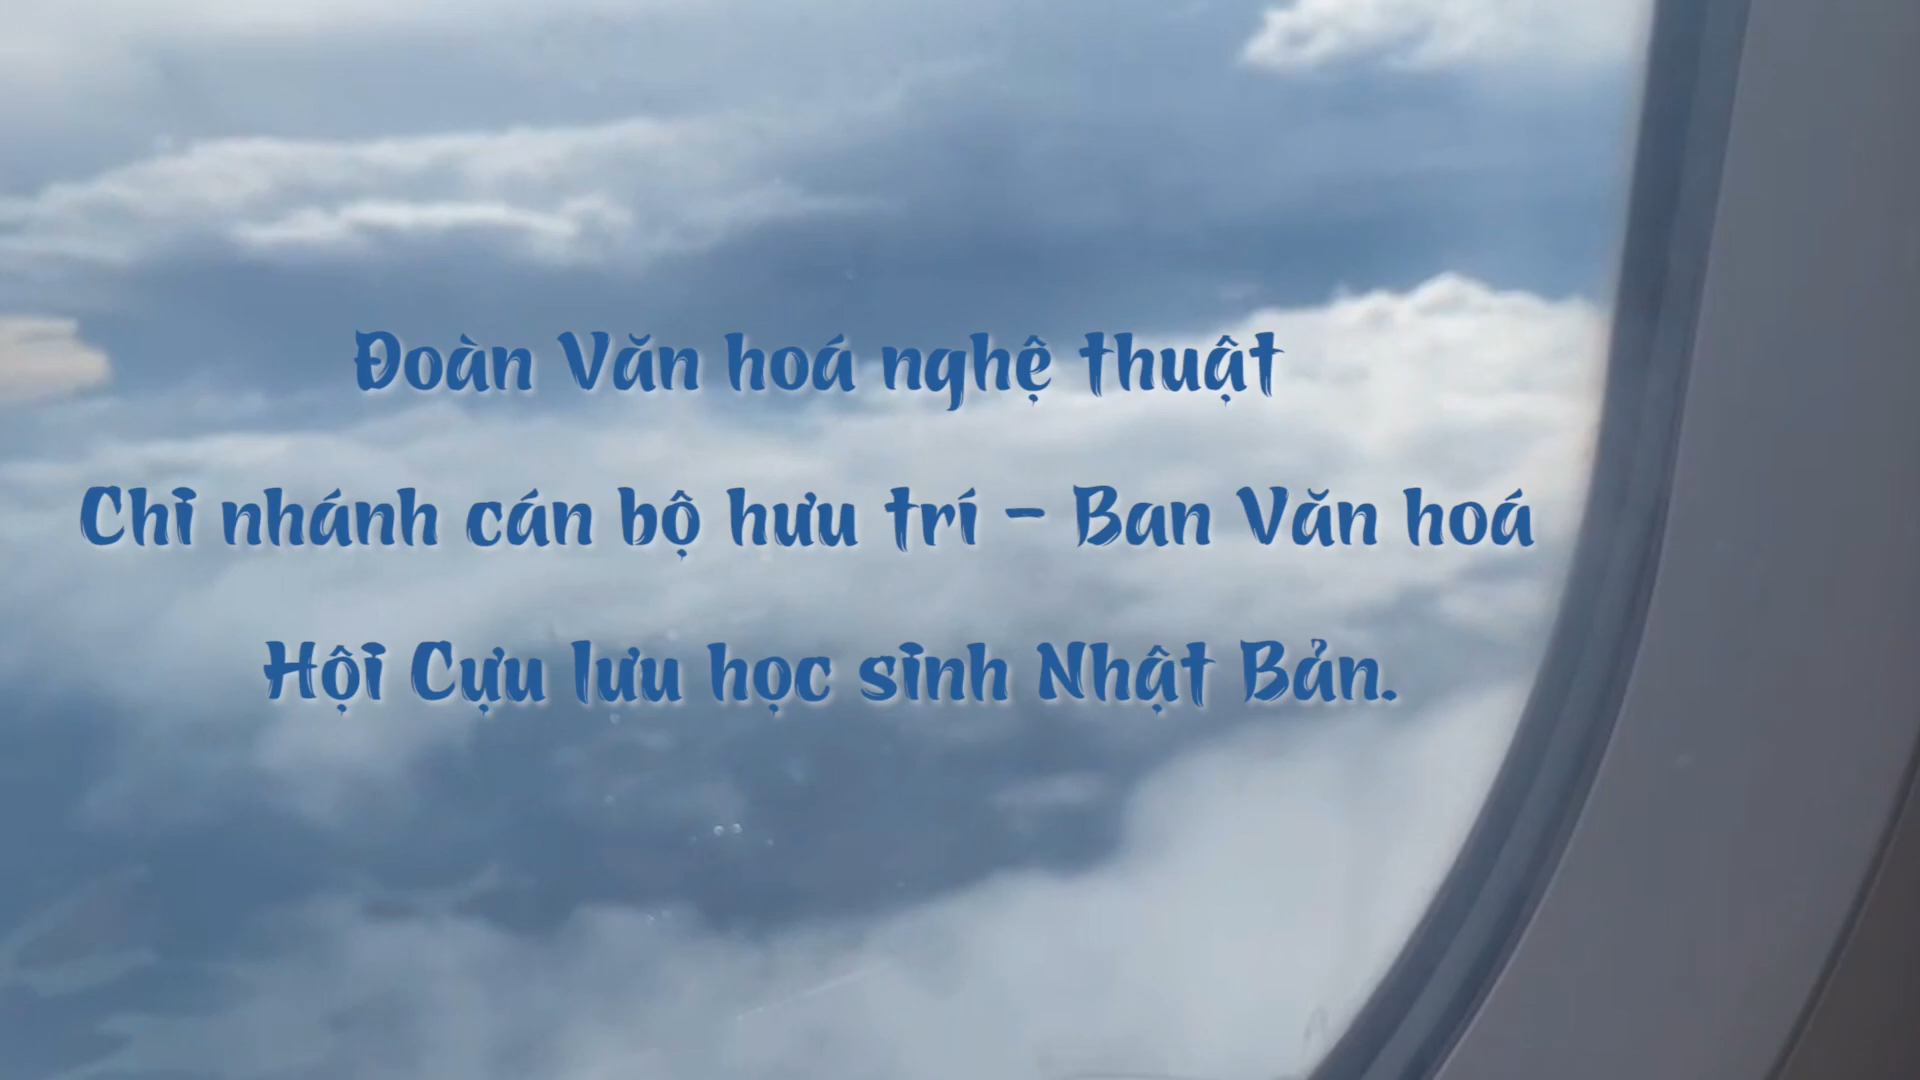 Đoàn Văn hoá nghệ thuật
Chi nhánh cán bộ hưu trí - Ban Văn hoá
Hội Cựu lưu học sinh Nhật Bản.